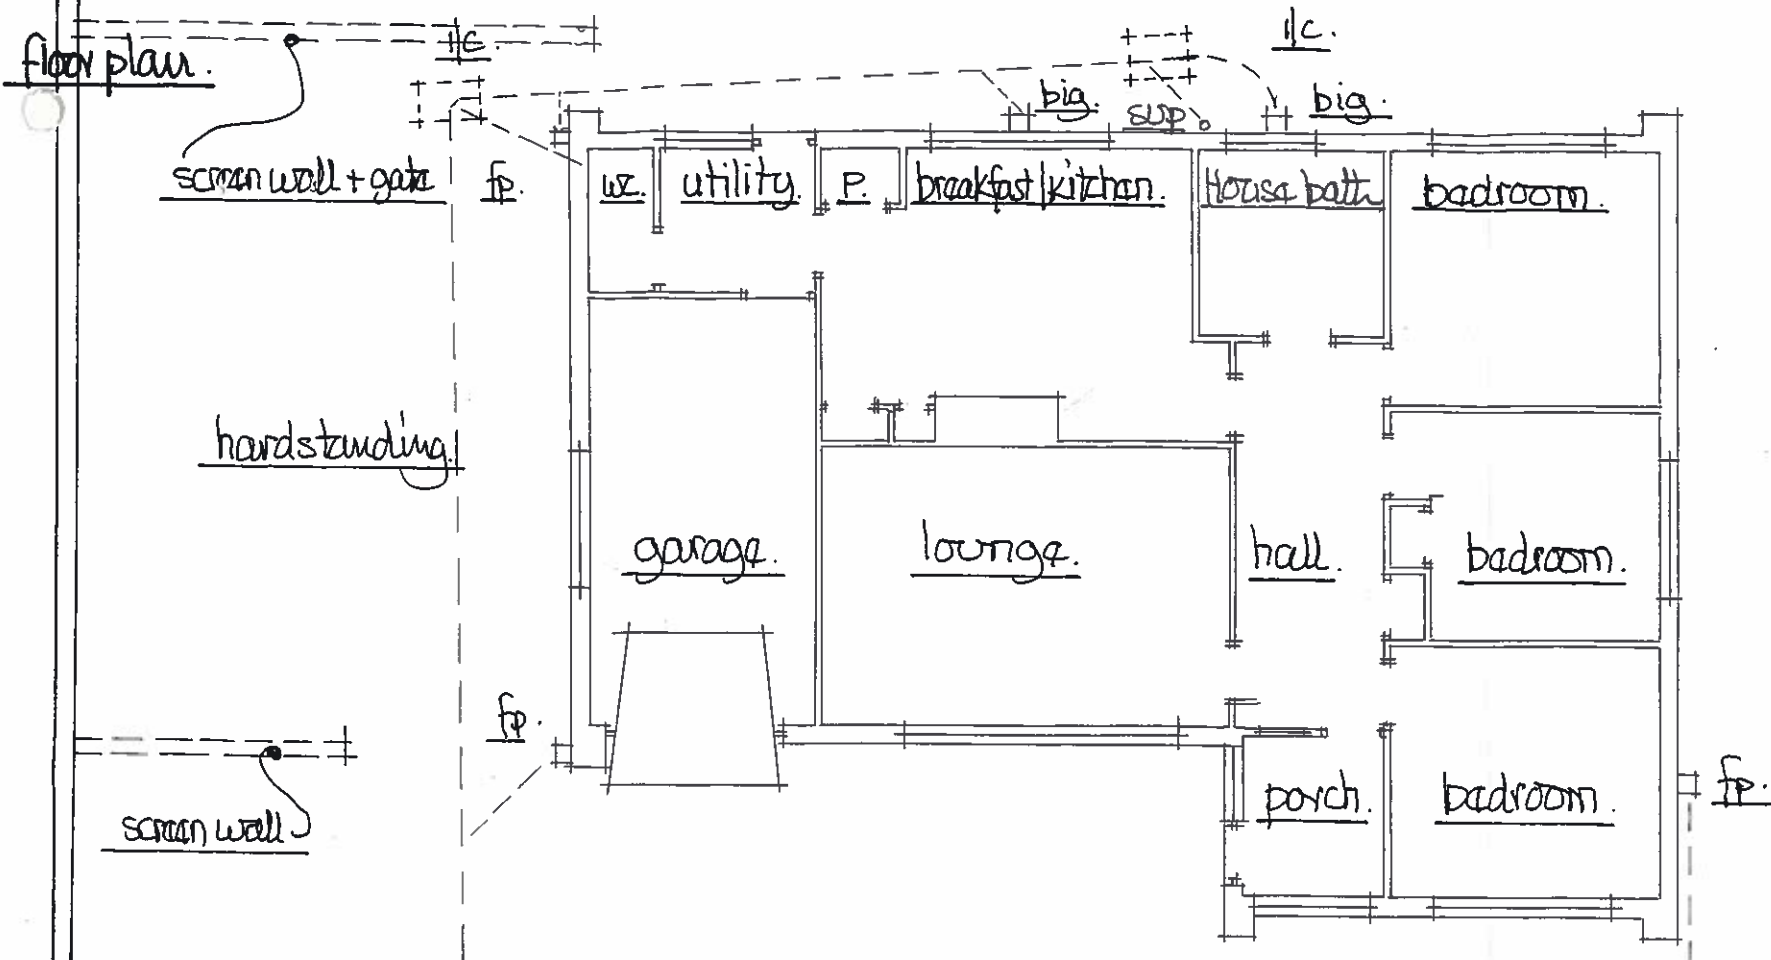 i/c.
i/c.
floor plan.
big.
svp
big.
screen wall + gate
fp.
wc.
utility.
P.
breakfast/kitchen.
House bath
bedroom.
hardstanding.
garage.
lounge.
hall.
bedroom.
fp.
porch.
bedroom.
fp.
screen wall